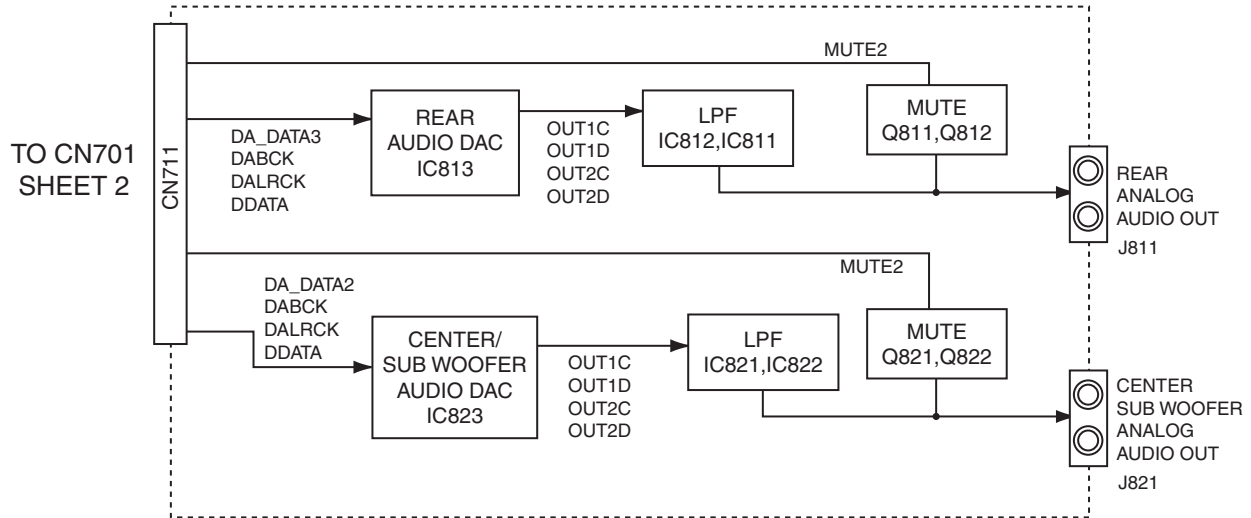 TO CN701
SHEET 2
CN711
MUTE2
DA_DATA3
DABCK
DALRCK
DDATA
REAR
AUDIO DAC
IC813
OUT1C
OUT1D
OUT2C
OUT2D
LPF
IC812,IC811
MUTE
Q811,Q812
REAR
ANALOG
AUDIO OUT
J811
MUTE2
DA_DATA2
DABCK
DALRCK
DDATA
CENTER/
SUB WOOFER
AUDIO DAC
IC823
OUT1C
OUT1D
OUT2C
OUT2D
LPF
IC821,IC822
MUTE
Q821,Q822
CENTER
SUB WOOFER
ANALOG
AUDIO OUT
J821